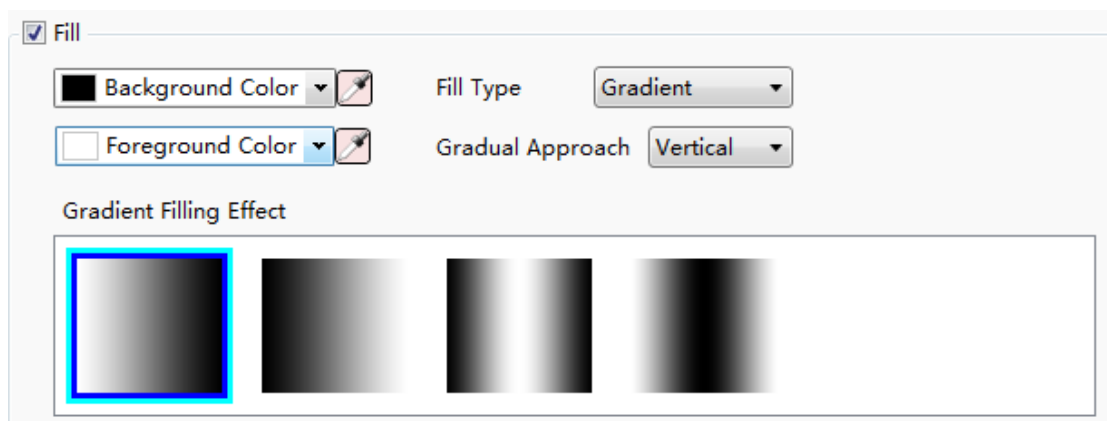 Fill
Background Color Fill Type Gradient
Foreground Color Gradual Approach Vertical
Gradient Filling Effect